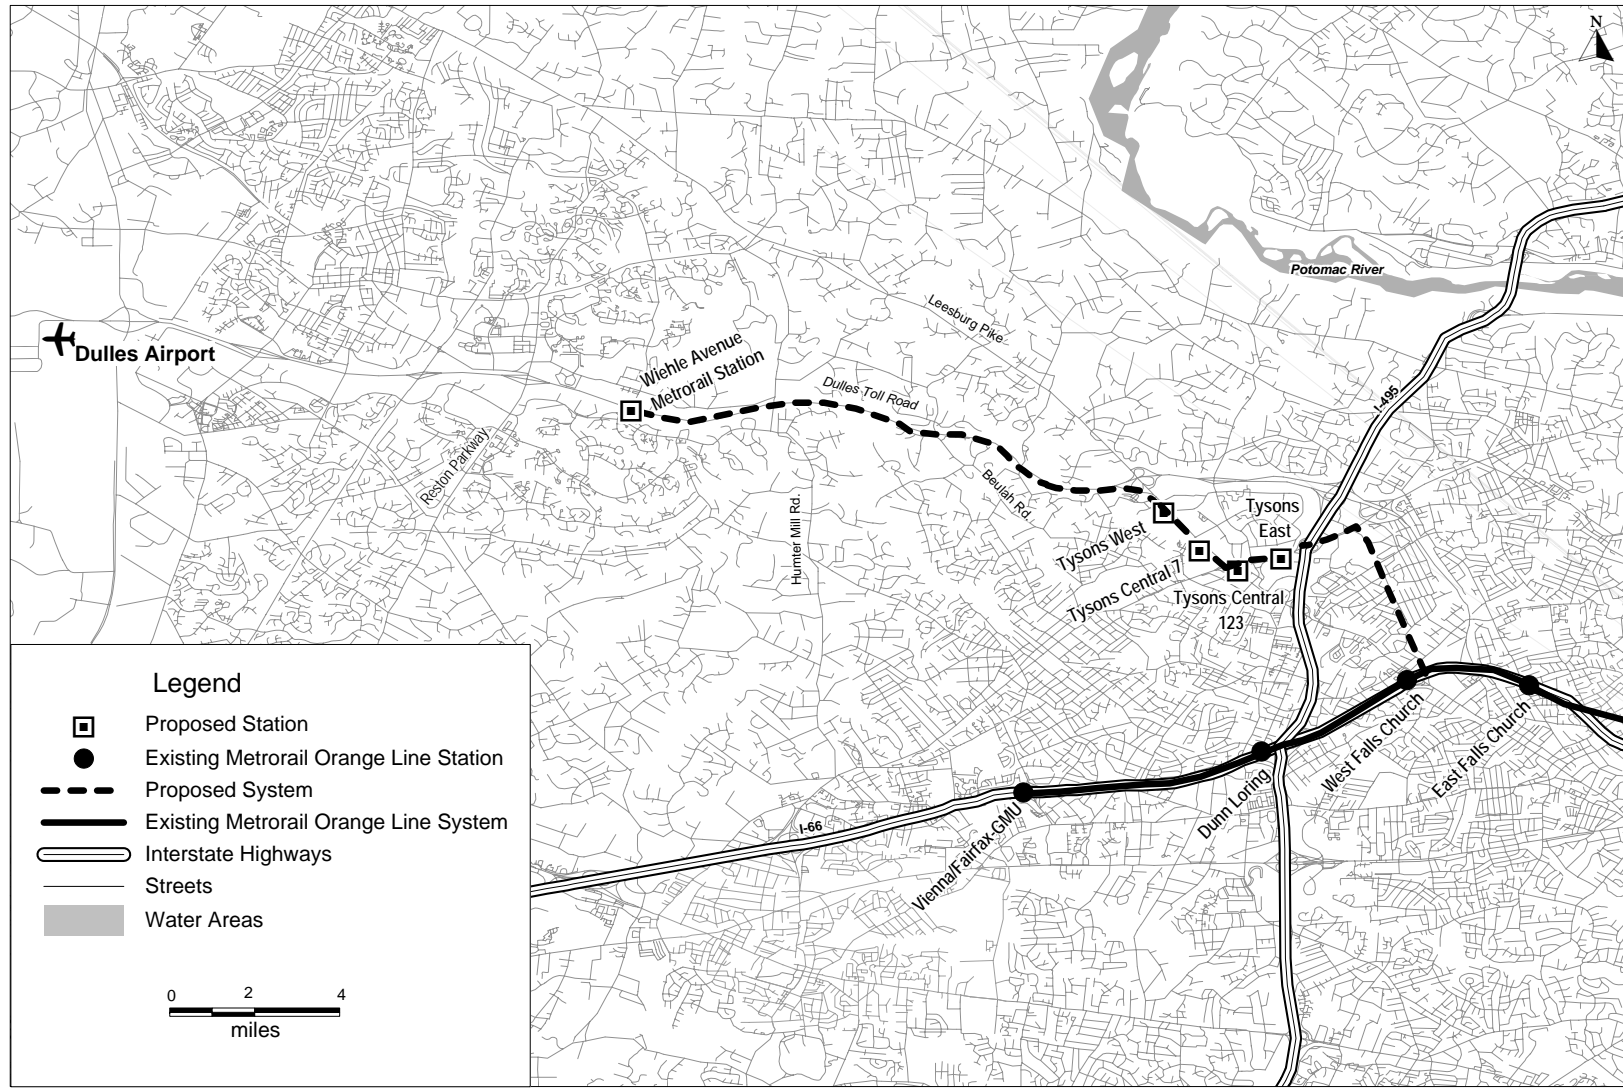 N
Potomac River
Leesburg Pike
Dulles Airport
Wiehle Avenue
Metrorail Station
Dulles Toll Road
I-495
Reston Parkway
Beulah Rd.
Humter Mill Rd.
Tysons
East
Tysons West
Tysons Central 7
Tysons Central
123
West Falls Church
East Falls Church
Dunn Loring
Vienna/Fairfax-GMU
I-66
Legend
Proposed Station
Existing Metrorail Orange Line Station
Proposed System
Existing Metrorail Orange Line System
Interstate Highways
Streets
Water Areas
0 2 4
miles